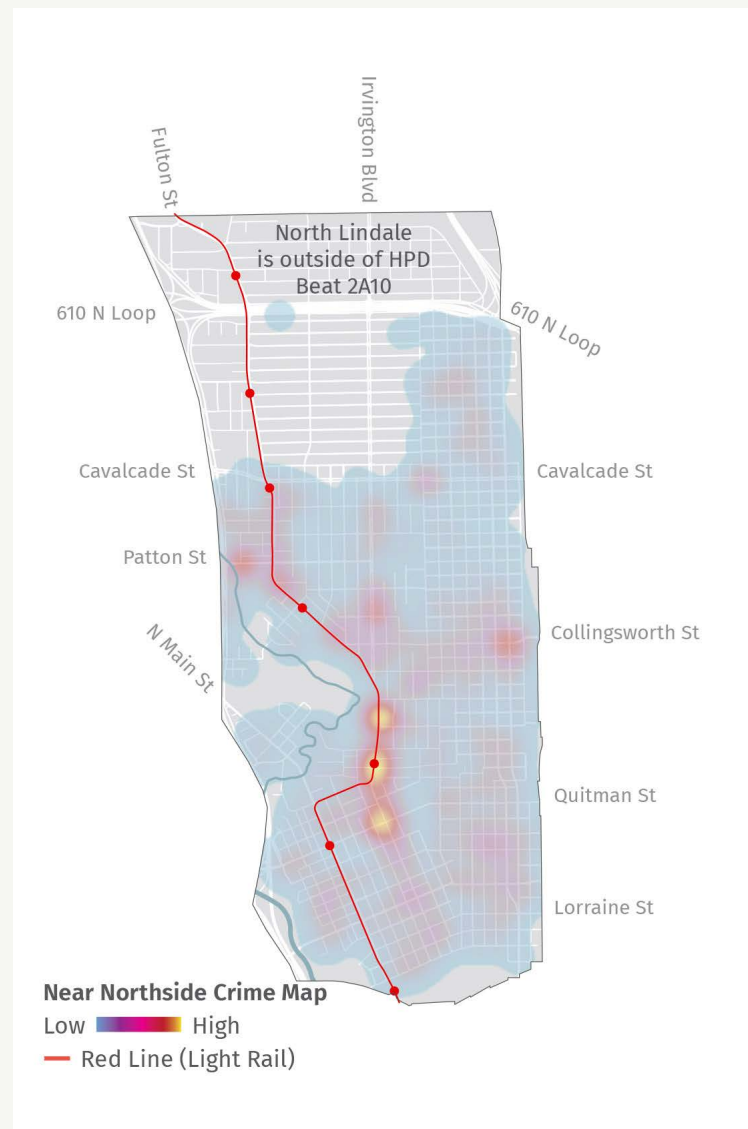 Irvington Blvd
Fulton St
North Lindale
is outside of HPD
Beat 2A10
610 N Loop
610 N Loop
Cavalcade St
Cavalcade St
Patton St
N Main St
Collingsworth St
Quitman St
Lorraine St
Near Northside Crime Map
Low High
Red Line (Light Rail)